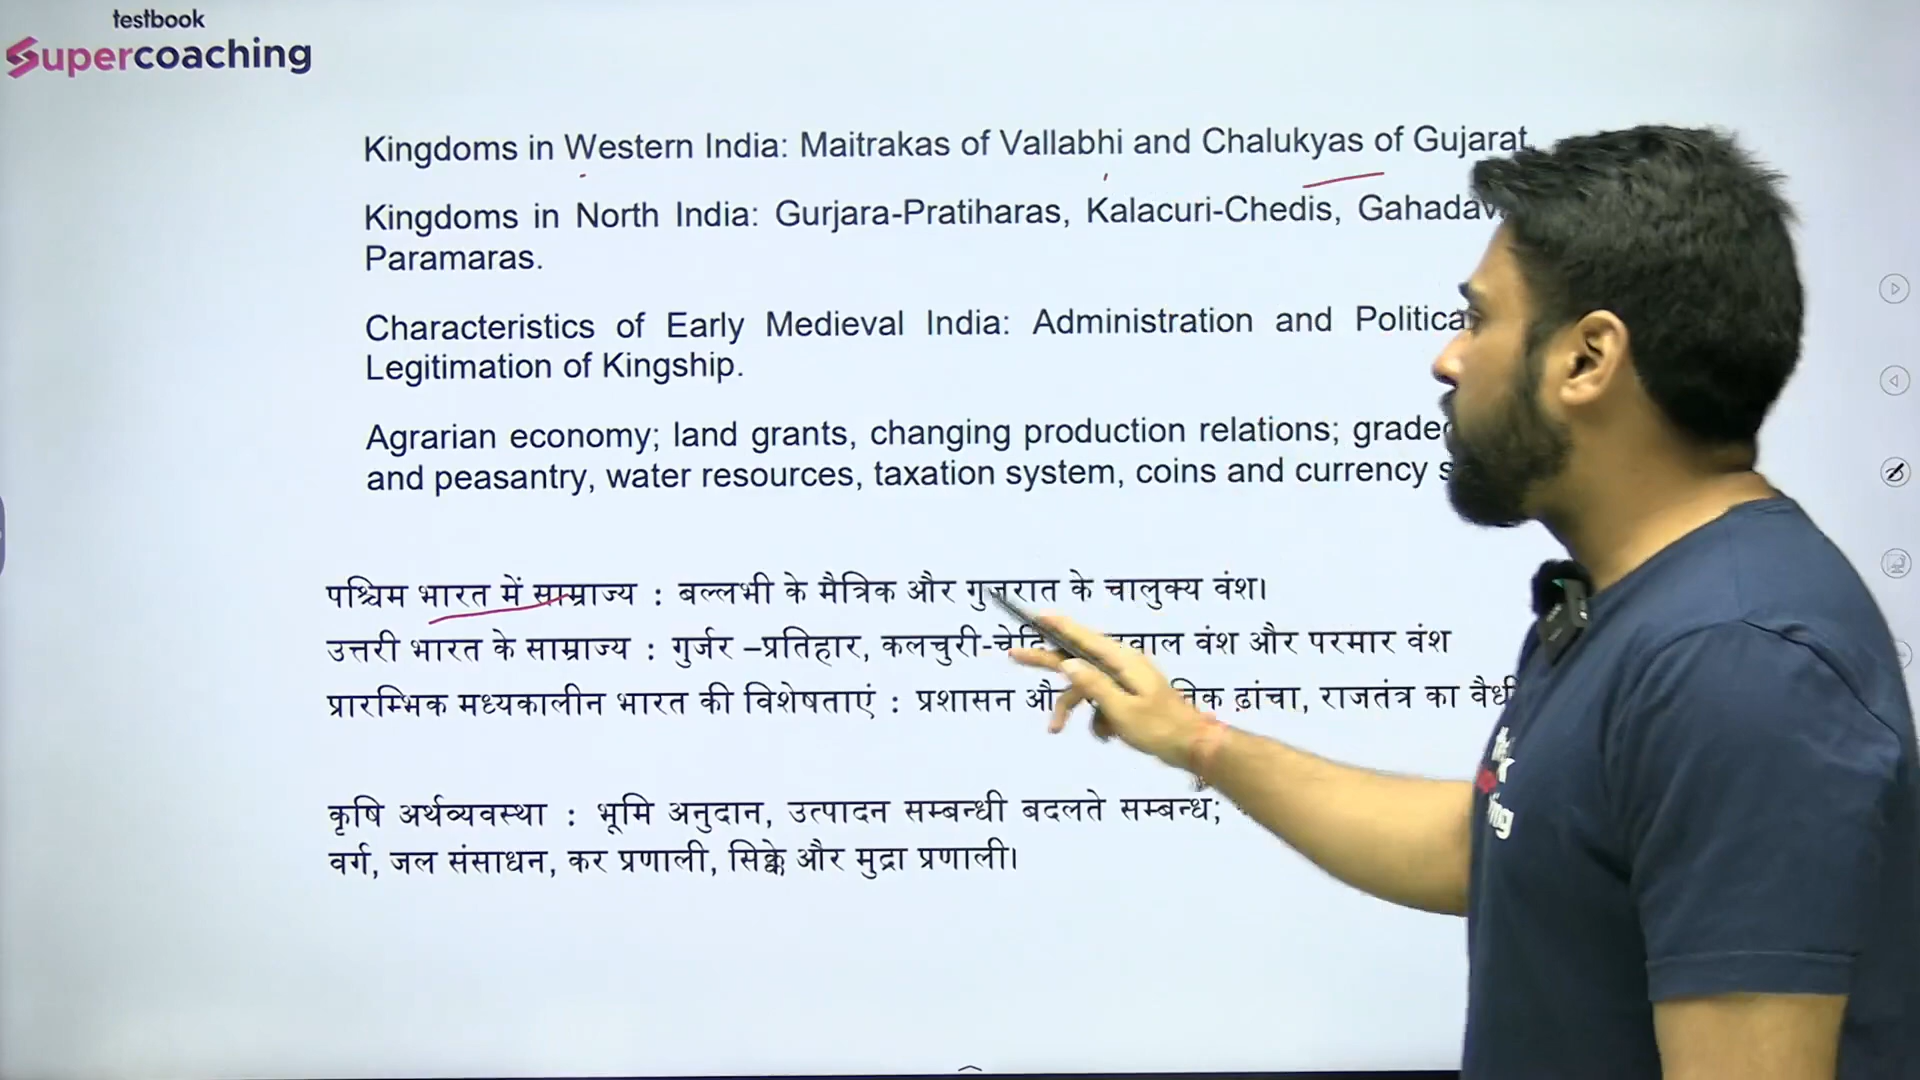 testbook
Supercoaching
Kingdoms in Western India: Maitrakas of Vallabhi and Chalukyas of Gujarat.
Kingdoms in North India: Gurjara-Pratiharas, Kalacuri-Chedis,
Paramaras.
Characteristics of Early Medieval India: Administration and
Legitimation of Kingship.
Agrarian economy; land grants, changing production relations;
and peasantry, water resources, taxation system, coins and currency
पश्चिम भारत में साम्राज्य : बल्लभी के मैत्रिक और गुजरात के चालुक्य वंश।
उत्तरी भारत के साम्राज्य : गुर्जर –प्रतिहार, कलचुरी- वंश और परमार वंश
प्रारम्भिक मध्यकालीन भारत की विशेषताएं : प्रशासन ढ़ांचा, राजतंत्र का
कृषि अर्थव्यवस्था : भूमि अनुदान, उत्पादन सम्बन्धी बदलते सम्बन्ध;
वर्ग, जल संसाधन, कर प्रणाली, सिक्के और मुद्रा प्रणाली।